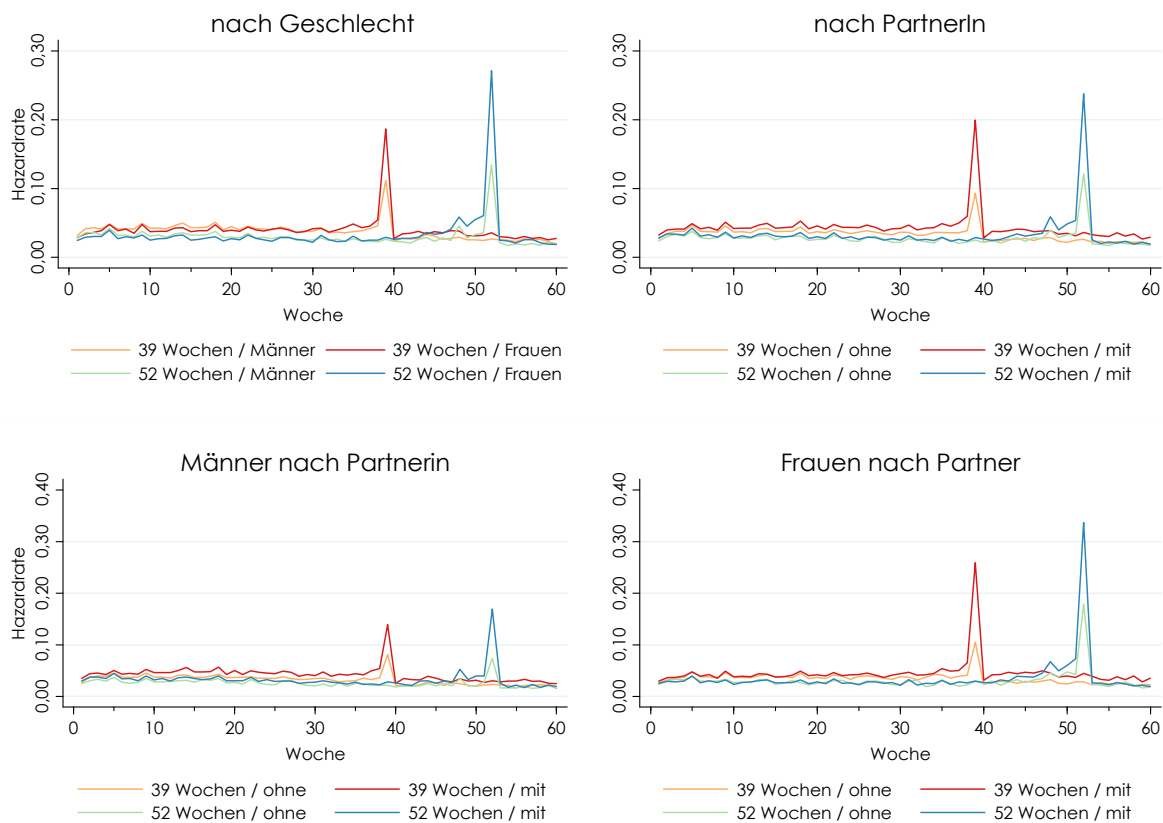 nach Geschlecht
0,30
0,20
0,10
0,00
Hazardrate
0 10 20 30 40 50 60
Woche
39 Wochen / Männer 39 Wochen / Frauen
52 Wochen / Männer 52 Wochen / Frauen
nach PartnerIn
0,30
0,20
0,10
0,00
0 10 20 30 40 50 60
Woche
39 Wochen / ohne 39 Wochen / mit
52 Wochen / ohne 52 Wochen / mit
Männer nach Partnerin
0,40
0,30
0,20
0,10
0,00
Hazardrate
0 10 20 30 40 50 60
Woche
39 Wochen / ohne 39 Wochen / mit
52 Wochen / ohne 52 Wochen / mit
Frauen nach Partner
0,40
0,30
0,20
0,10
0,00
0 10 20 30 40 50 60
Woche
39 Wochen / ohne 39 Wochen / mit
52 Wochen / ohne 52 Wochen / mit